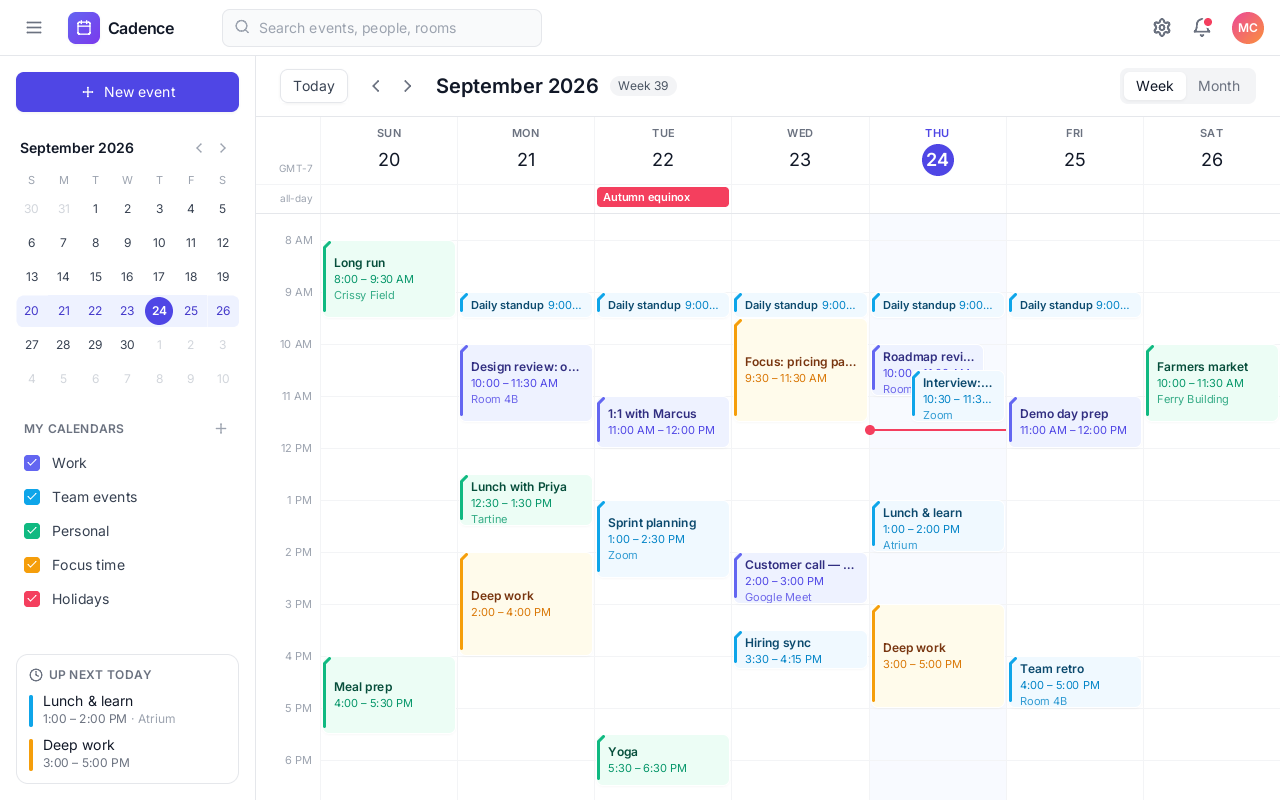 Cadence
Search events, people, rooms
MC
New event
September 2026
S M T W T F S
30 31 1 2 3 4 5
6 7 8 9 10 11 12
13 14 15 16 17 18 19
20 21 22 23 24 25 26
27 28 29 30 1 2 3
4 5 6 7 8 9 10
MY CALENDARS
Work
Team events
Personal
Focus time
Holidays
UP NEXT TODAY
Lunch & learn
1:00 – 2:00 PM · Atrium
Deep work
3:00 – 5:00 PM
Today
September 2026
Week 39
Week
Month
GMT-7
SUN
20
MON
21
TUE
22
WED
23
THU
24
FRI
25
SAT
26
all-day
Autumn equinox
8 AM
9 AM
10 AM
11 AM
12 PM
1 PM
2 PM
3 PM
4 PM
5 PM
6 PM
Long run
8:00 – 9:30 AM
Crissy Field
Meal prep
4:00 – 5:30 PM
Daily standup 9:00...
Design review: o...
10:00 – 11:30 AM
Room 4B
Lunch with Priya
12:30 – 1:30 PM
Tartine
Deep work
2:00 – 4:00 PM
Daily standup 9:00...
1:1 with Marcus
11:00 AM – 12:00 PM
Sprint planning
1:00 – 2:30 PM
Zoom
Yoga
5:30 – 6:30 PM
Daily standup 9:00...
Focus: pricing pa...
9:30 – 11:30 AM
Customer call — ...
2:00 – 3:00 PM
Google Meet
Hiring sync
3:30 – 4:15 PM
Daily standup 9:00...
Roadmap revi...
10:00
Room
Interview:...
10:30 – 11:3...
Zoom
Lunch & learn
1:00 – 2:00 PM
Atrium
Deep work
3:00 – 5:00 PM
Daily standup 9:00...
Demo day prep
11:00 AM – 12:00 PM
Team retro
4:00 – 5:00 PM
Room 4B
Farmers market
10:00 – 11:30 AM
Ferry Building